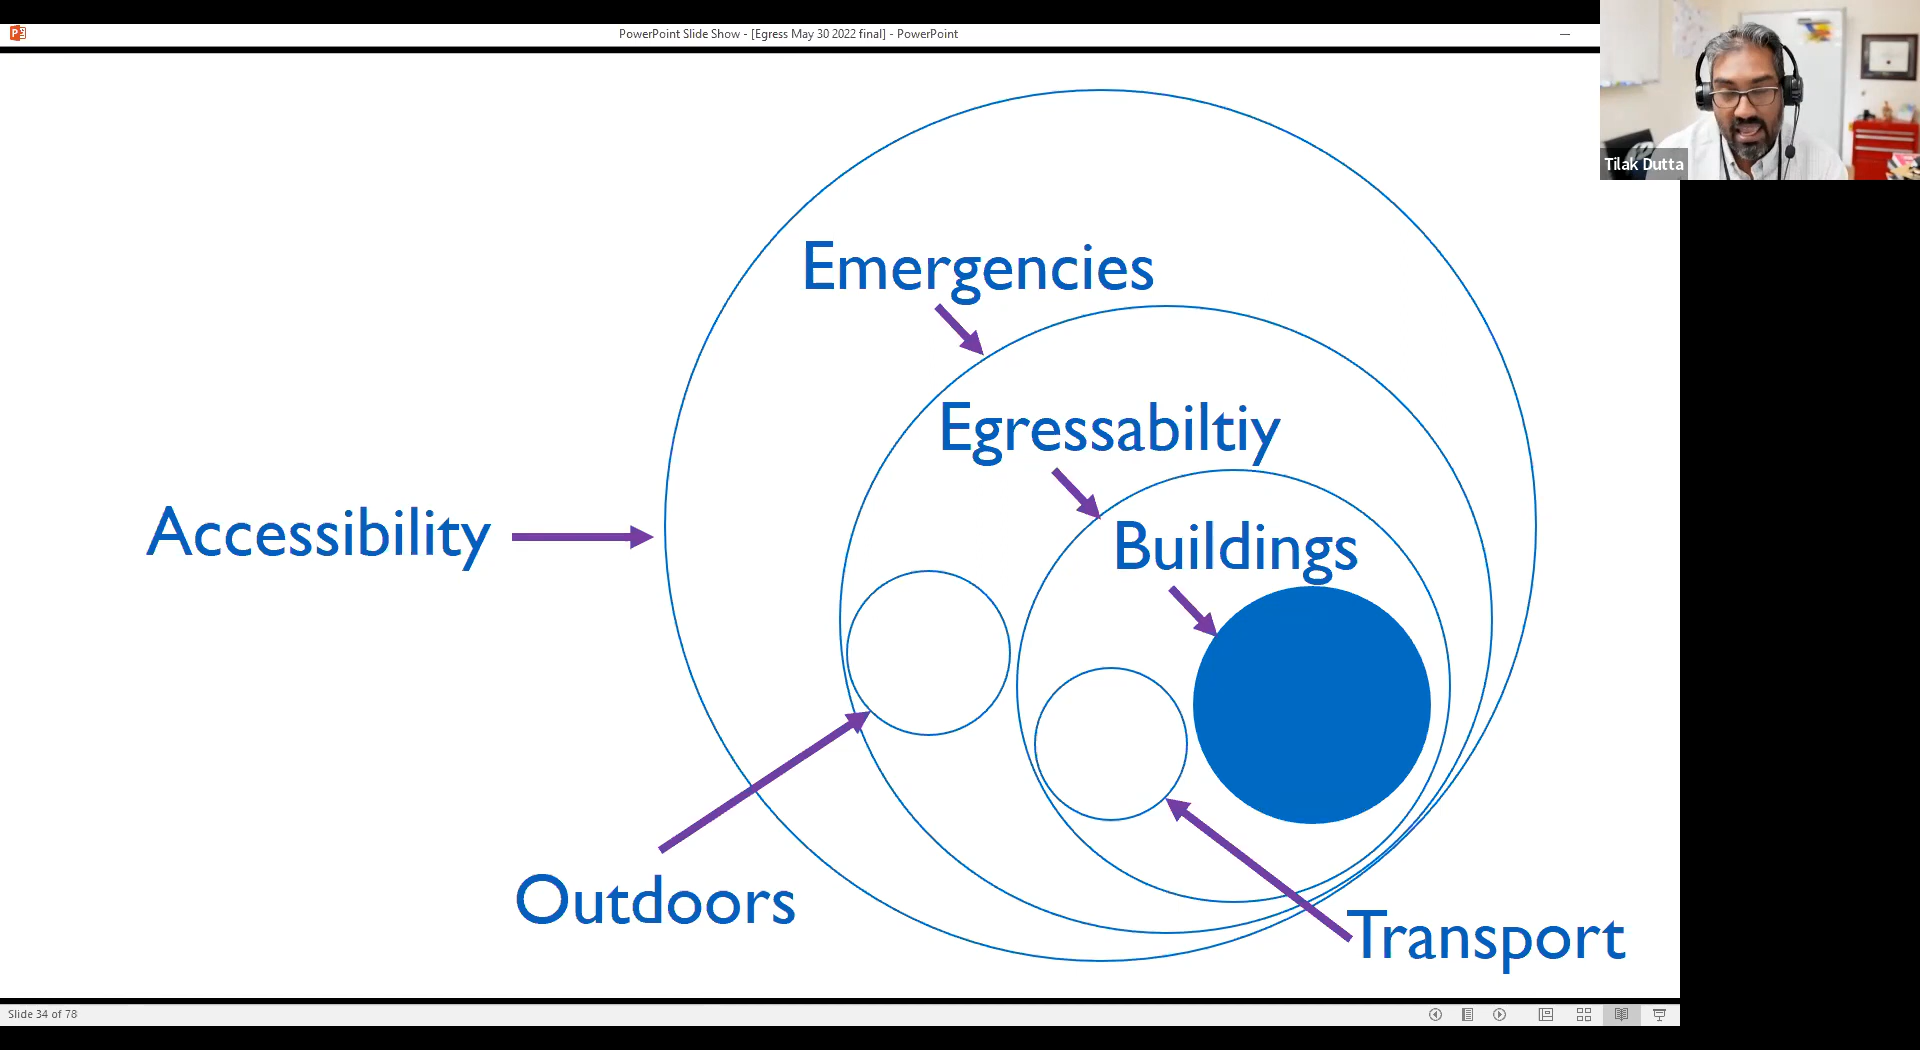 PowerPoint Slide Show - [Egress May 30 2022 final] - PowerPoint
Tilak Dutta
Emergencies
Egressabiltiy
Buildings
Accessibility
Outdoors
Transport
Slide 34 of 78